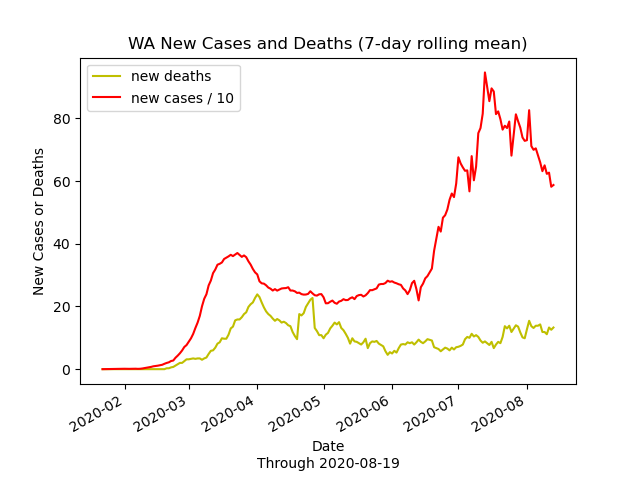 WA New Cases and Deaths (7-day rolling mean)
new deaths
new cases / 10
New Cases or Deaths
80
60
40
20
0
2020-02
2020-03
2020-04
2020-05
2020-06
2020-07
2020-08
Date
Through 2020-08-19